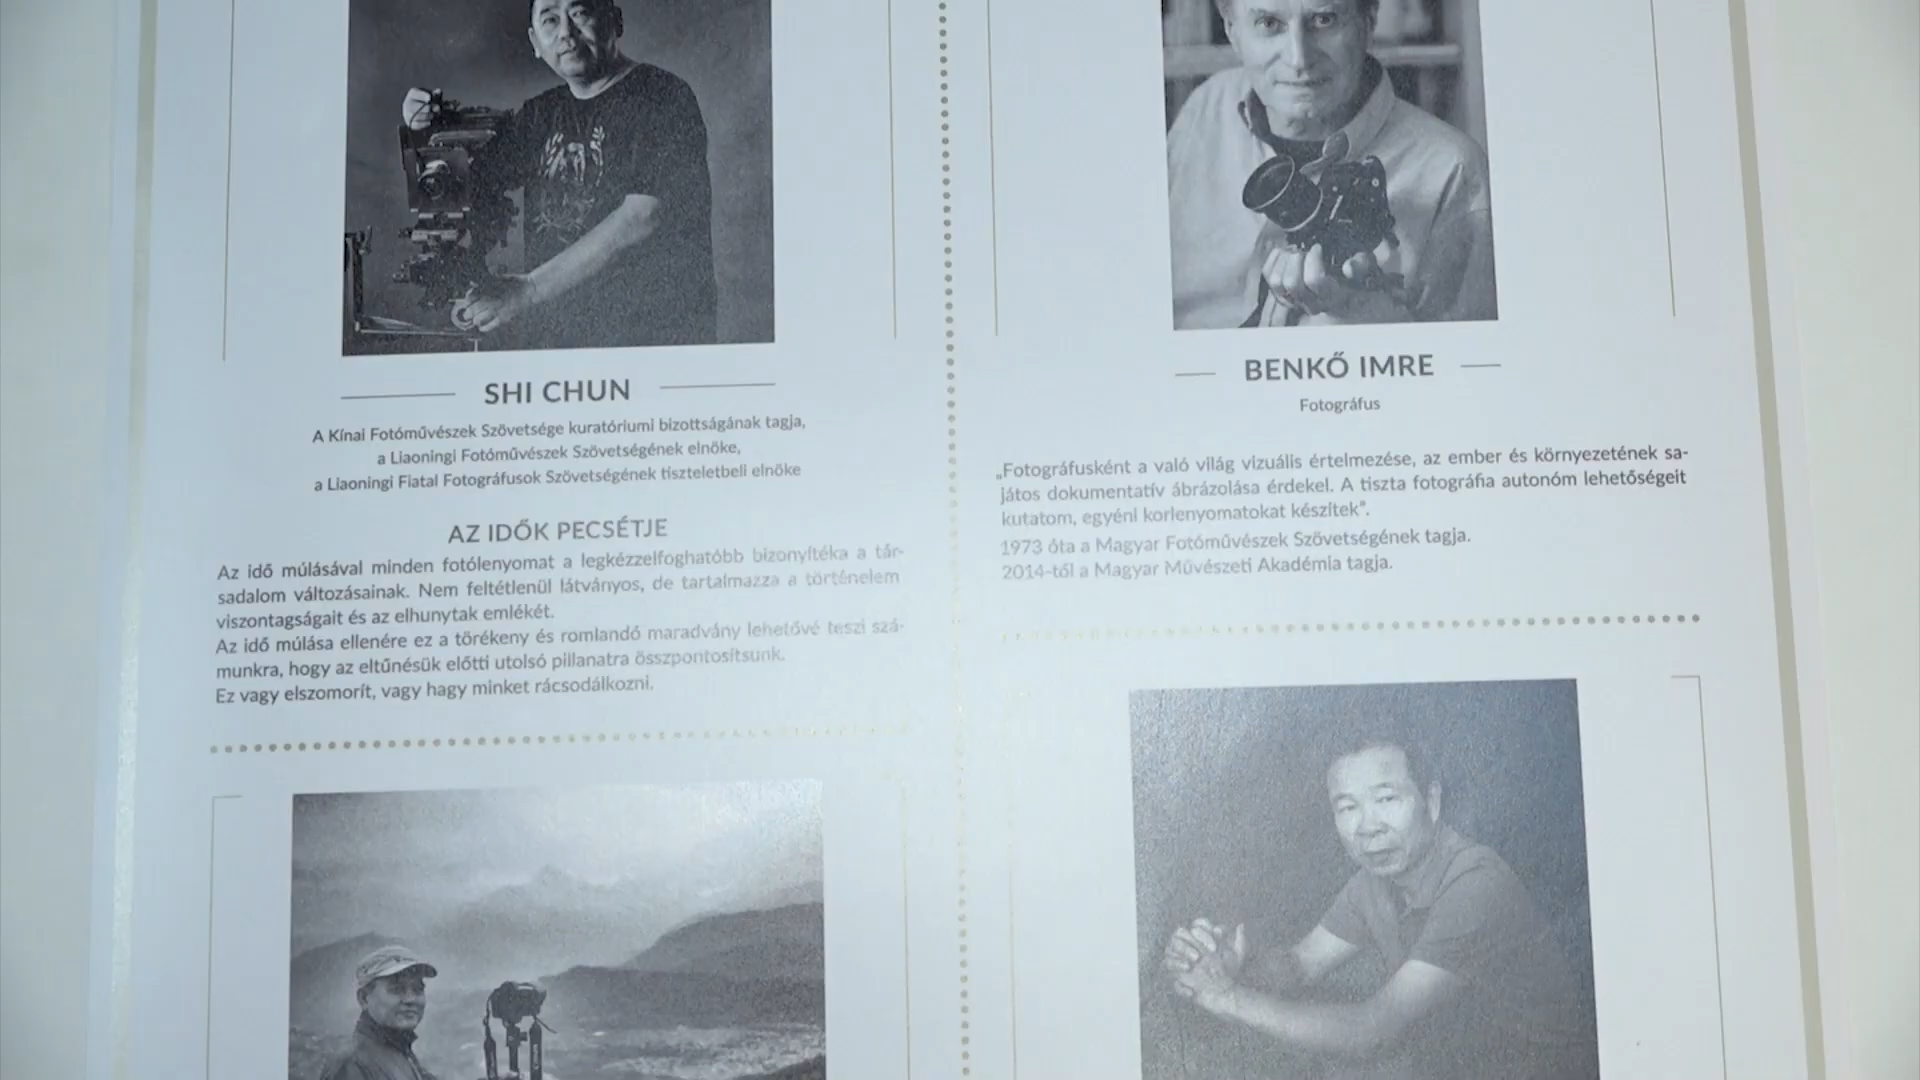 SHI CHUN
A Kínai Fotóművészek Szövetsége kuratóriumi bizottságának tagja,
a Liaoningi Fotóművészek Szövetségének elnöke,
a Liaoningi Fiatal Fotográfusok Szövetségének tiszteletbeli elnöke
AZ IDŐK PECSÉTJE
Az idő múlásával minden fotólenyomat a legkézzelfoghatóbb bizonyítéka a tár-
sadalom változásainak. Nem feltétlenül látványos, de tartalmazza a történelem
viszontagságait és az elhunytak emlékét.
Az idő múlása ellenére ez a törékeny és romlandó maradvány lehetővé teszi szá-
munkra, hogy az eltűnésük előtti utolsó pillanatra összpontosítsunk.
Ez vagy elszomorít, vagy hagy minket rácsodálkozni.
BENKŐ IMRE
Fotográfus
„Fotográfusként a való világ vizuális értelmezése, az ember és környezetének sa-
játos dokumentatív ábrázolása érdekel. A tiszta fotográfia autonóm lehetőségeit
kutatom, egyéni korlenyomatokat készítek”.
1973 óta a Magyar Fotóművészek Szövetségének tagja.
2014-től a Magyar Művészeti Akadémia tagja.